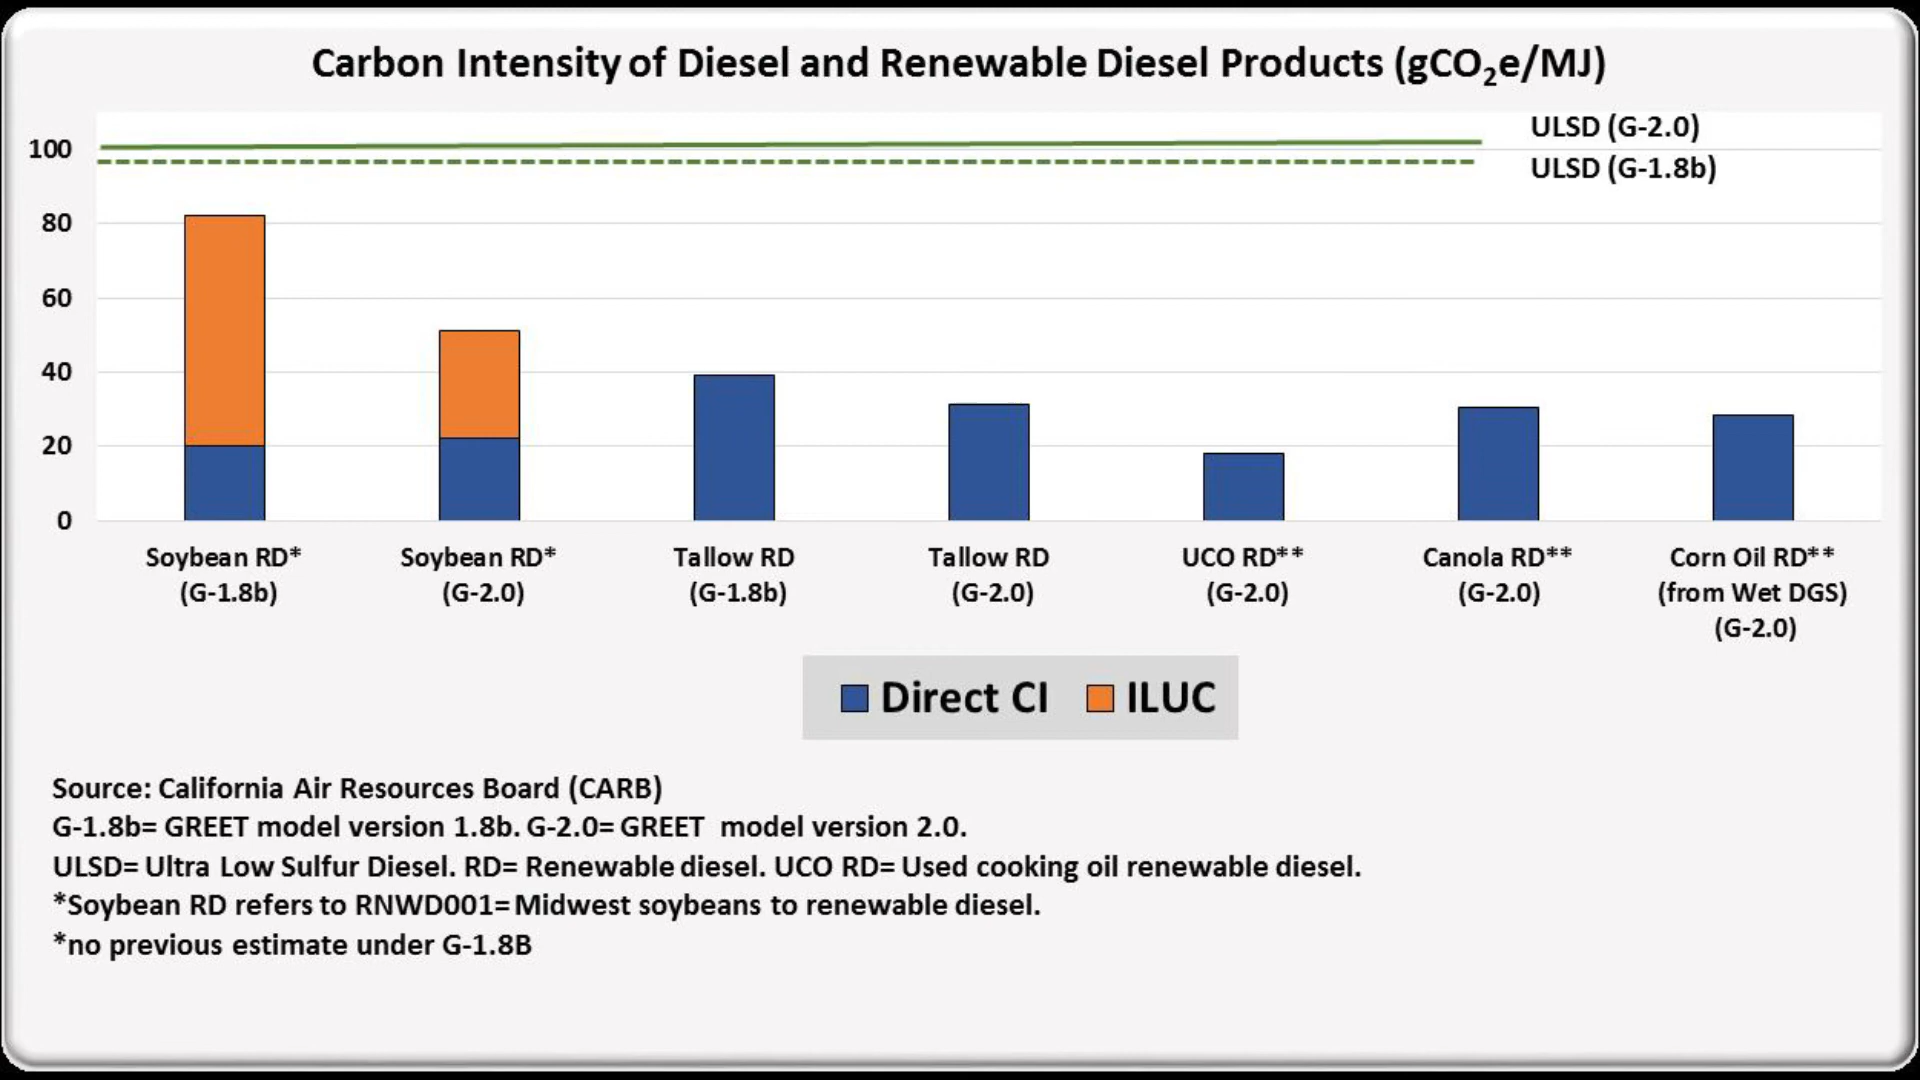 Carbon Intensity of Diesel and Renewable Diesel Products (gCO₂e/MJ)
ULSD (G-2.0)
ULSD (G-1.8b)
100
80
60
40
20
0
Soybean RD*
(G-1.8b)
Soybean RD*
(G-2.0)
Tallow RD
(G-1.8b)
Tallow RD
(G-2.0)
UCO RD**
(G-2.0)
Canola RD**
(G-2.0)
Corn Oil RD**
(from Wet DGS)
(G-2.0)
Direct CI
ILUC
Source: California Air Resources Board (CARB)
G-1.8b= GREET model version 1.8b. G-2.0= GREET model version 2.0.
ULSD= Ultra Low Sulfur Diesel. RD= Renewable diesel. UCO RD= Used cooking oil renewable diesel.
*Soybean RD refers to RNWD001= Midwest soybeans to renewable diesel.
*no previous estimate under G-1.8B